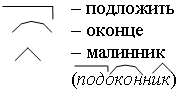 – подложить
– оконце
– малинник
(подоконник)